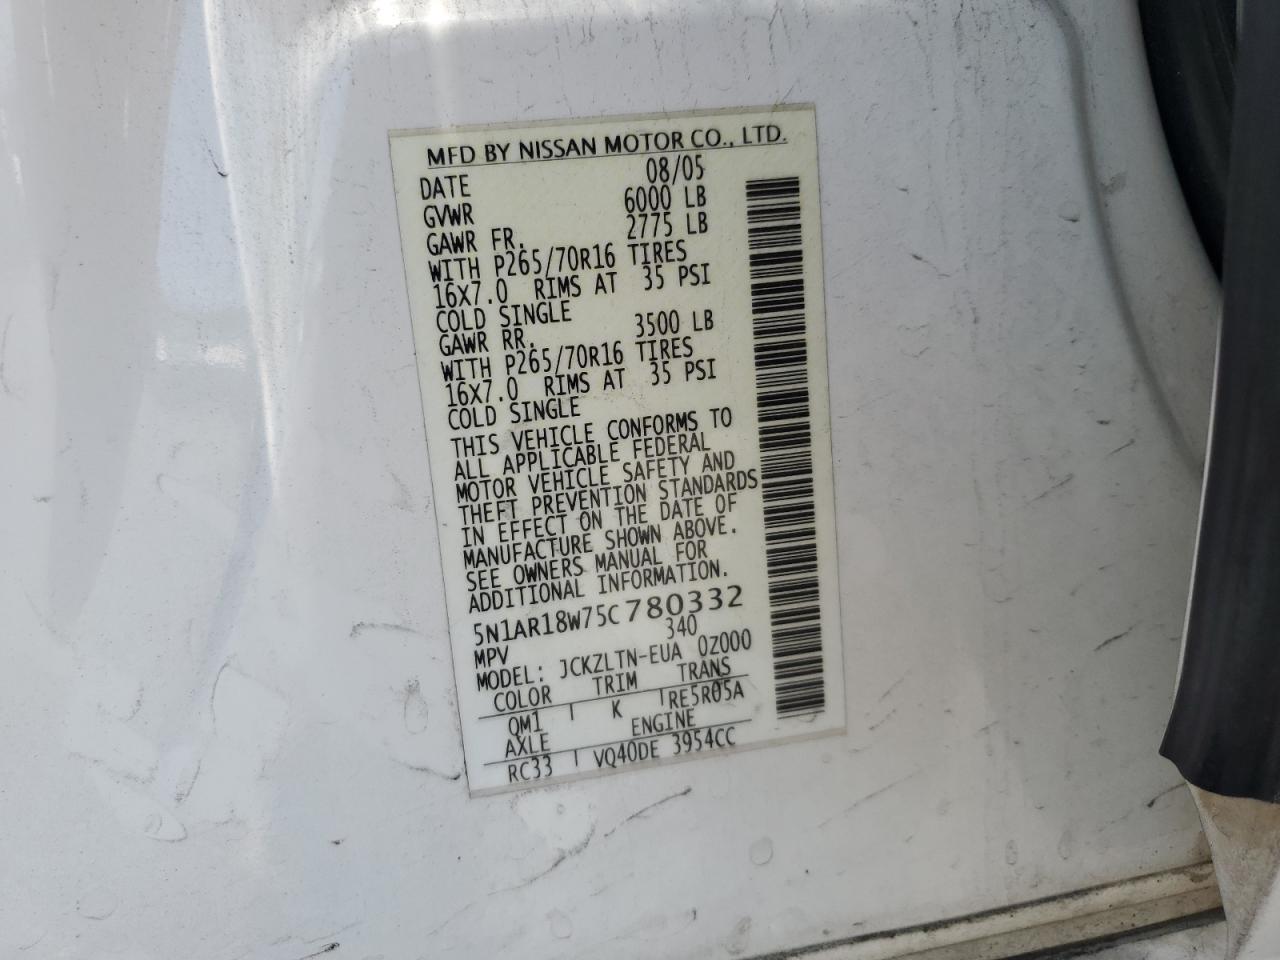 MFD BY NISSAN MOTOR CO., LTD.
DATE 08/05
GVWR 6000 LB
GAWR FR. 2775 LB
WITH P265/70R16 TIRES
16X7.0 RIMS AT 35 PSI
COLD SINGLE
GAWR RR. 3500 LB
WITH P265/70R16 TIRES
16X7.0 RIMS AT 35 PSI
COLD SINGLE
THIS VEHICLE CONFORMS TO
ALL APPLICABLE FEDERAL
MOTOR VEHICLE SAFETY AND
THEFT PREVENTION STANDARDS
IN EFFECT ON THE DATE OF
MANUFACTURE SHOWN ABOVE.
SEE OWNERS MANUAL FOR
ADDITIONAL INFORMATION.
5N1AR18W75C780332
MPV 340
MODEL: JCKZLTN-EUA 0Z000
COLOR TRIM TRANS
QM1 K RE5R05A
AXLE ENGINE
RC33 VQ40DE 3954CC